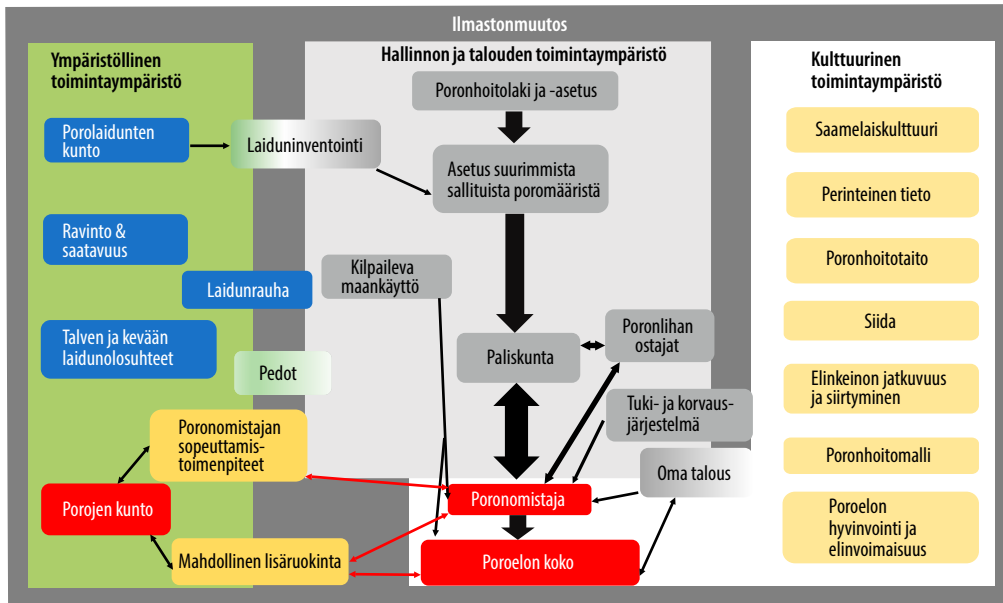 Ilmastonmuutos
Ympäristöllinen
toimintaympäristö
Porolaidunten
kunto
Laiduninventointi
Ravinto &
saatavuus
Laidunrauha
Talven ja kevään
laidunolosuhteet
Pedot
Poronomistajan
sopeuttamis-
toimenpiteet
Porojen kunto
Mahdollinen lisäruokinta
Hallinnon ja talouden toimintaympäristö
Poronhoitolaki ja -asetus
Asetus suurimmista
sallituista poromääristä
Kilpaileva
maankäyttö
Paliskunta
Poronlihan
ostajat
Tuki- ja korvaus-
järjestelmä
Oma talous
Poronomistaja
Poroelon koko
Kulttuurinen
toimintaympäristö
Saamelaiskulttuuri
Perinteinen tieto
Poronhoitotaito
Siida
Elinkeinon jatkuvuus
ja siirtyminen
Poronhoitomalli
Poroelon
hyvinvointi ja
elinvoimaisuus